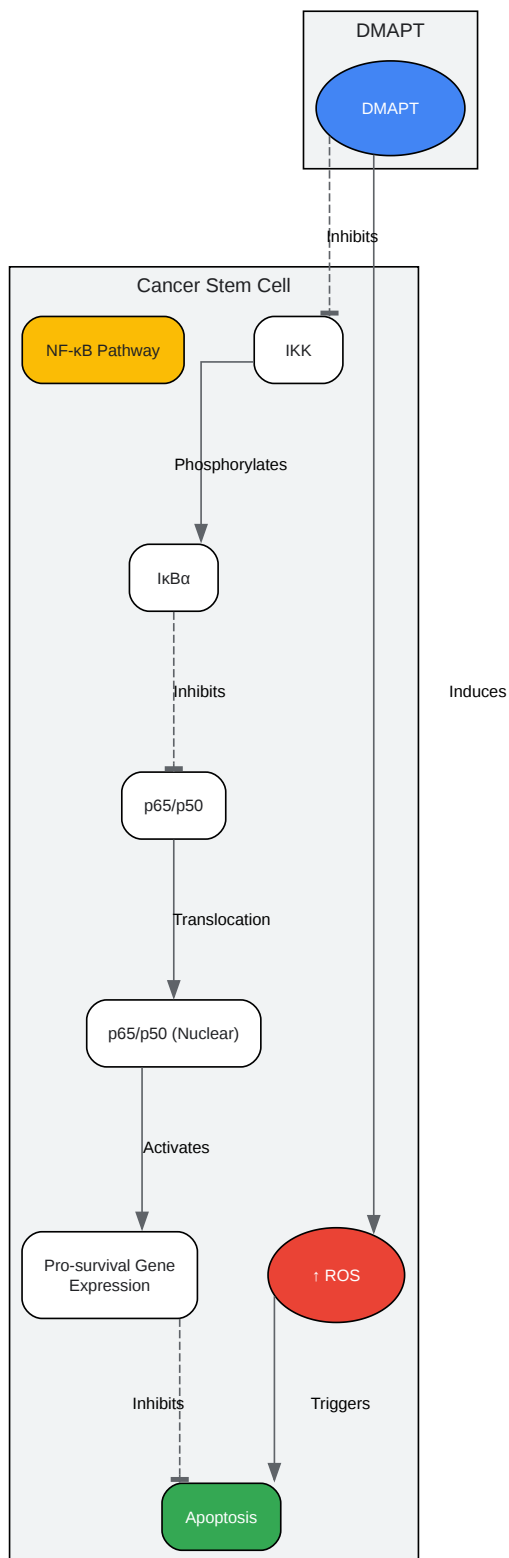 DMAPT
DMAPT
Inhibits
Cancer Stem Cell
NF-κB Pathway
IKK
Phosphorylates
IκBα
Inhibits
Induces
p65/p50
Translocation
p65/p50 (Nuclear)
Activates
Pro-survival Gene
Expression
↑ ROS
Inhibits
Triggers
Apoptosis